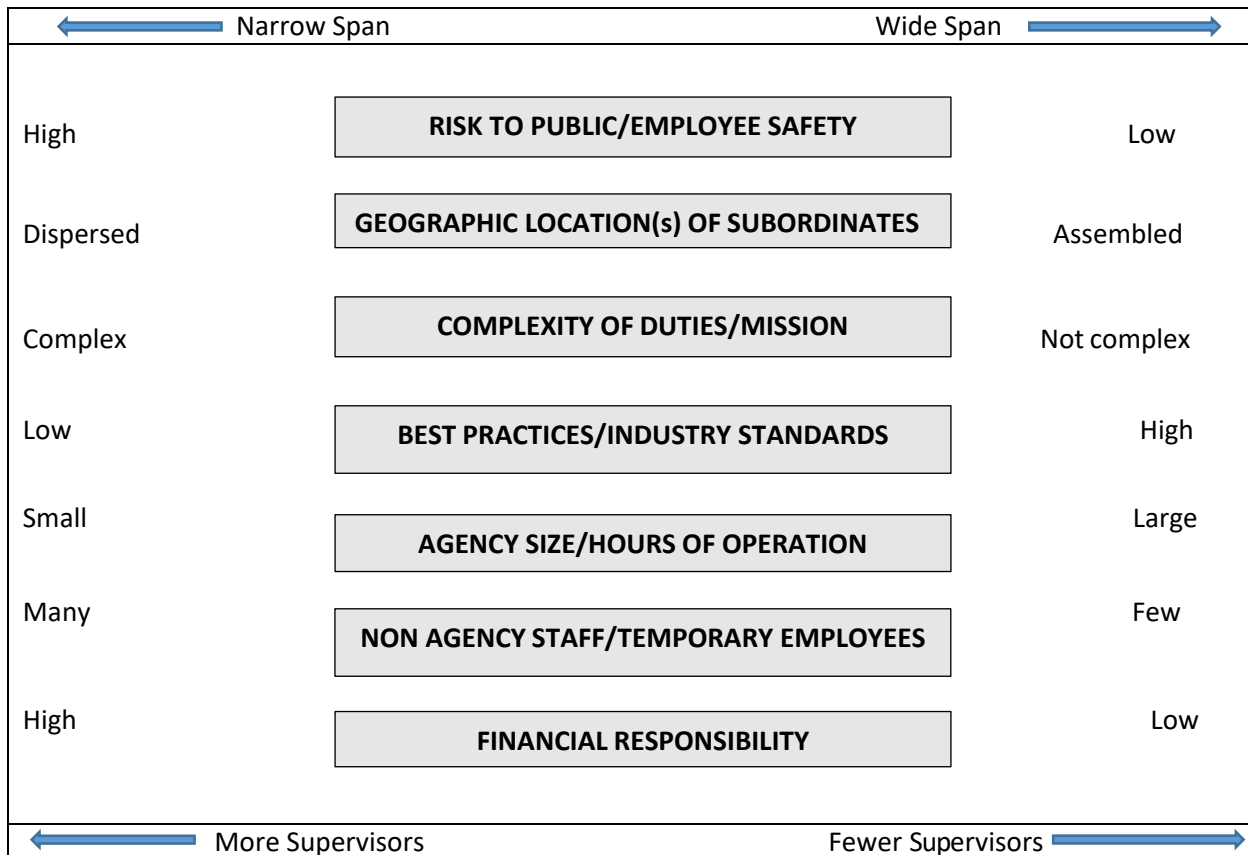 Narrow Span Wide Span
High RISK TO PUBLIC/EMPLOYEE SAFETY Low
Dispersed GEOGRAPHIC LOCATION(s) OF SUBORDINATES Assembled
Complex COMPLEXITY OF DUTIES/MISSION Not complex
Low BEST PRACTICES/INDUSTRY STANDARDS High
Small AGENCY SIZE/HOURS OF OPERATION Large
Many NON AGENCY STAFF/TEMPORARY EMPLOYEES Few
High FINANCIAL RESPONSIBILITY Low
More Supervisors Fewer Supervisors